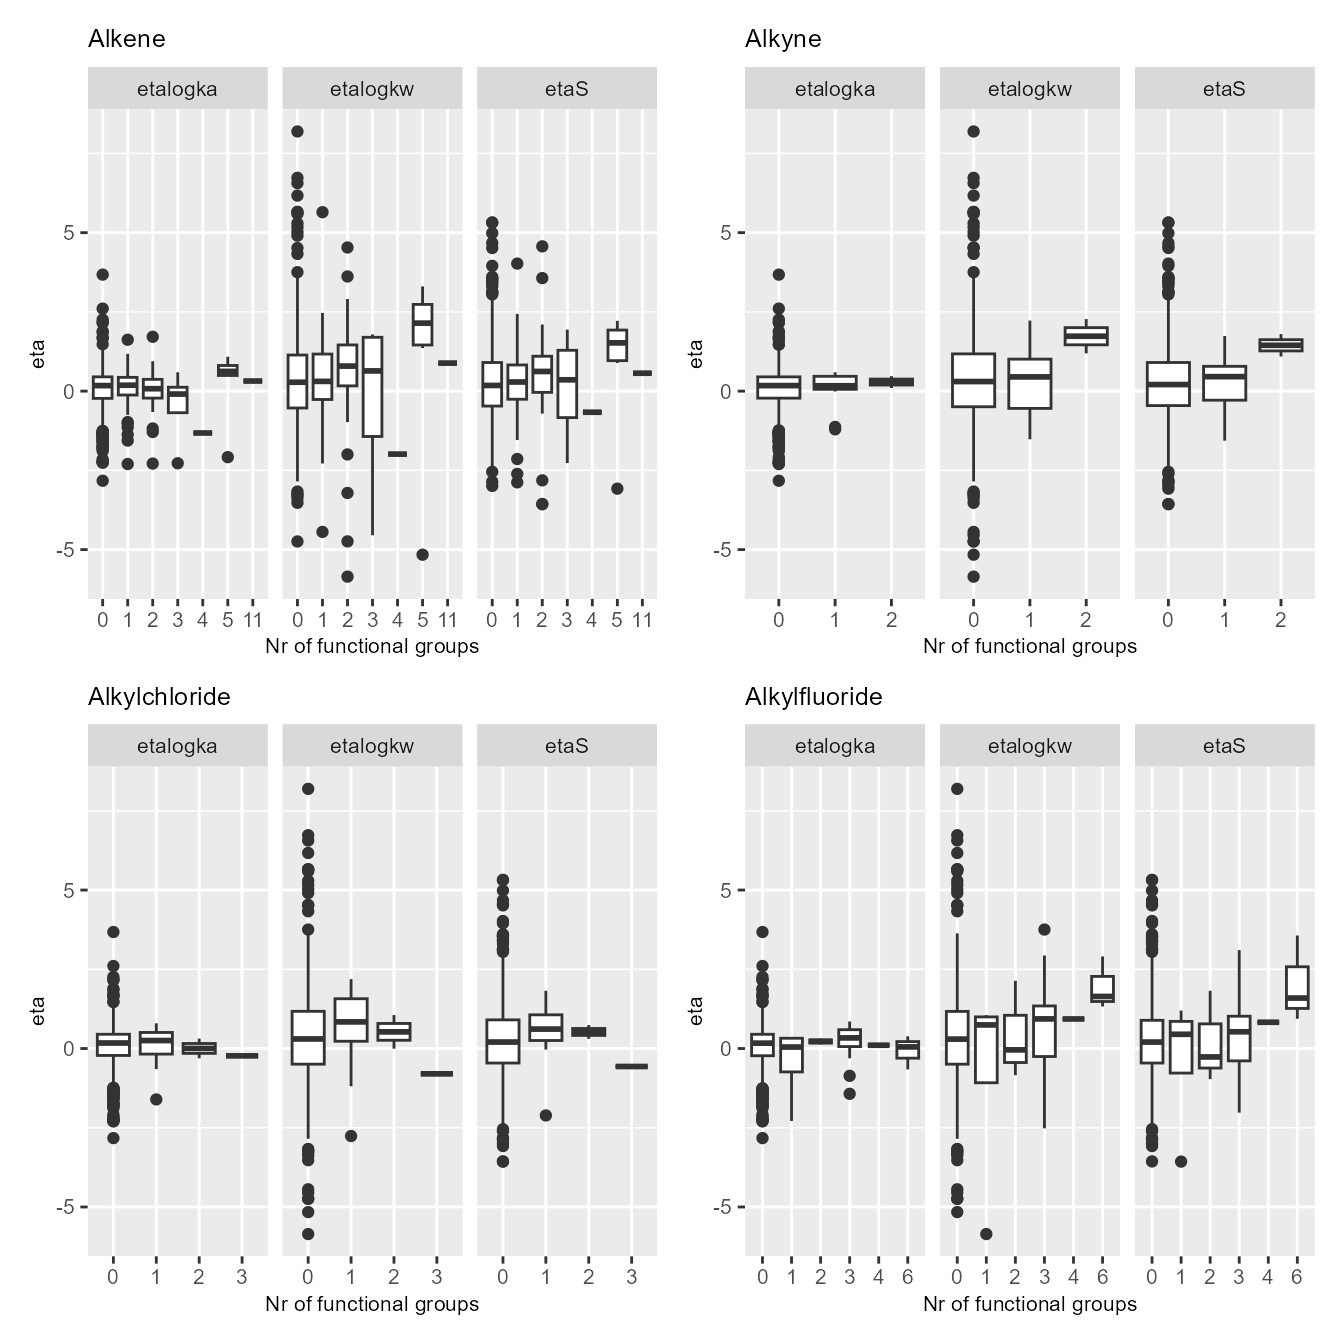 Alkene
etalogka etalogkw etaS
eta
5
0
-5
0 1 2 3 4 5 11 0 1 2 3 4 5 11 0 1 2 3 4 5 11
Nr of functional groups
Alkyne
etalogka etalogkw etaS
eta
5
0
-5
0 1 2 0 1 2 0 1 2
Nr of functional groups
Alkylchloride
etalogka etalogkw etaS
eta
5
0
-5
0 1 2 3 0 1 2 3 0 1 2 3
Nr of functional groups
Alkylfluoride
etalogka etalogkw etaS
eta
5
0
-5
0 1 2 3 4 6 0 1 2 3 4 6 0 1 2 3 4 6
Nr of functional groups